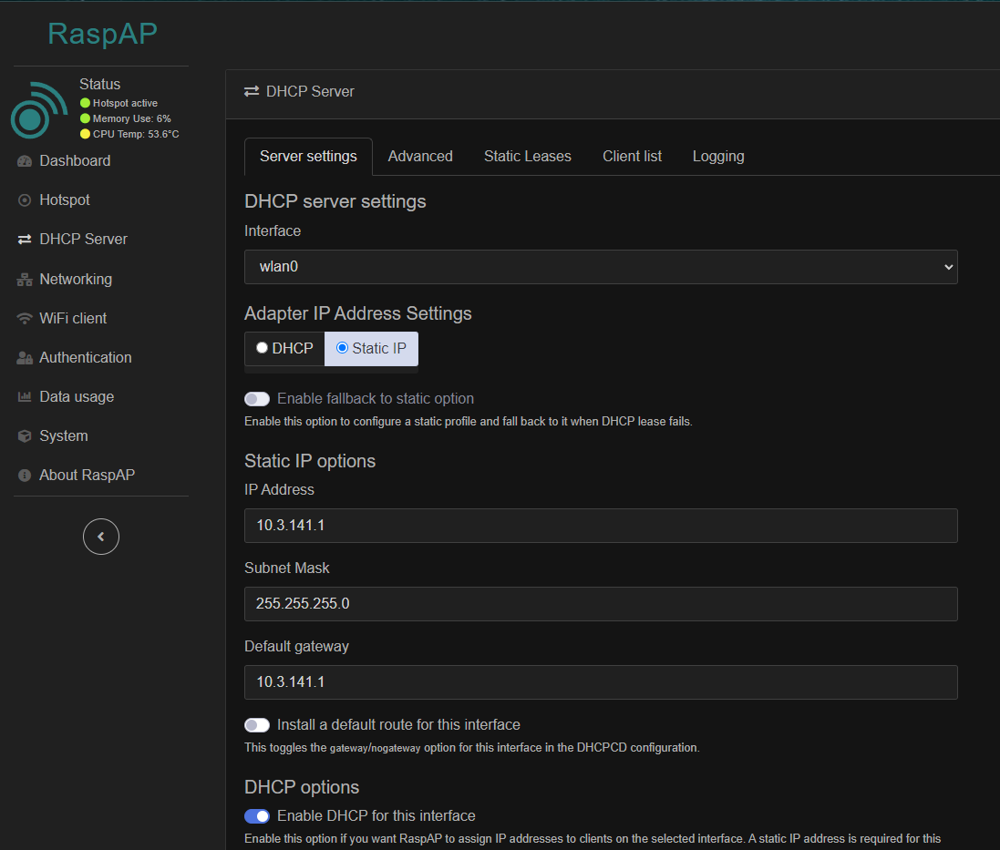 RaspAP
Status
Hotspot active
Memory Use: 6%
CPU Temp: 53.6°C
Dashboard
Hotspot
DHCP Server
Networking
WiFi client
Authentication
Data usage
System
About RaspAP
DHCP Server
Server settings Advanced Static Leases Client list Logging
DHCP server settings
Interface
wlan0
Adapter IP Address Settings
DHCP Static IP
Enable fallback to static option
Enable this option to configure a static profile and fall back to it when DHCP lease fails.
Static IP options
IP Address
10.3.141.1
Subnet Mask
255.255.255.0
Default gateway
10.3.141.1
Install a default route for this interface
This toggles the gateway/nogateway option for this interface in the DHCPCD configuration.
DHCP options
Enable DHCP for this interface
Enable this option if you want RaspAP to assign IP addresses to clients on the selected interface. A static IP address is required for this